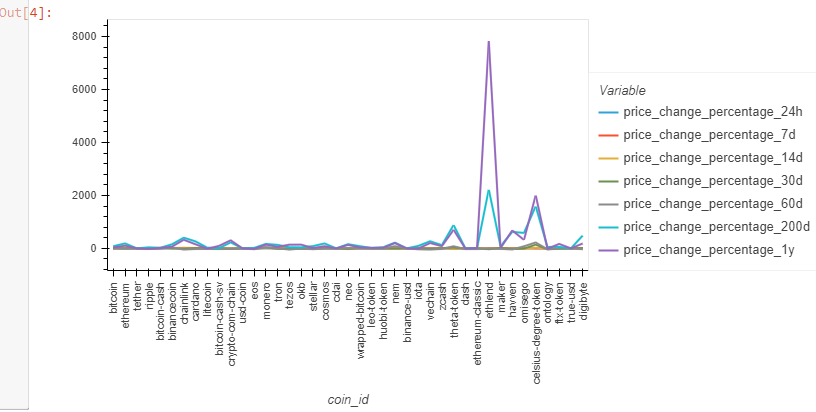 Out[4]:
8000
6000
4000
2000
0
bitcoin
ethereum
tether
ripple
bitcoin-cash
binancecoin
chainlink
cardano
litecoin
bitcoin-cash-sv
crypto-com-chain
usd-coin
eos
monero
tron
tezos
okb
stellar
cosmos
cdai
neo
wrapped-bitcoin
leo-token
huobi-token
nem
binance-usd
iota
vechain
zcash
theta-token
dash
ethereum-classic
ethlend
maker
havven
omisego
celsius-degree-token
ontology
ftx-token
true-usd
digibyte
coin_id
Variable
price_change_percentage_24h
price_change_percentage_7d
price_change_percentage_14d
price_change_percentage_30d
price_change_percentage_60d
price_change_percentage_200d
price_change_percentage_1y